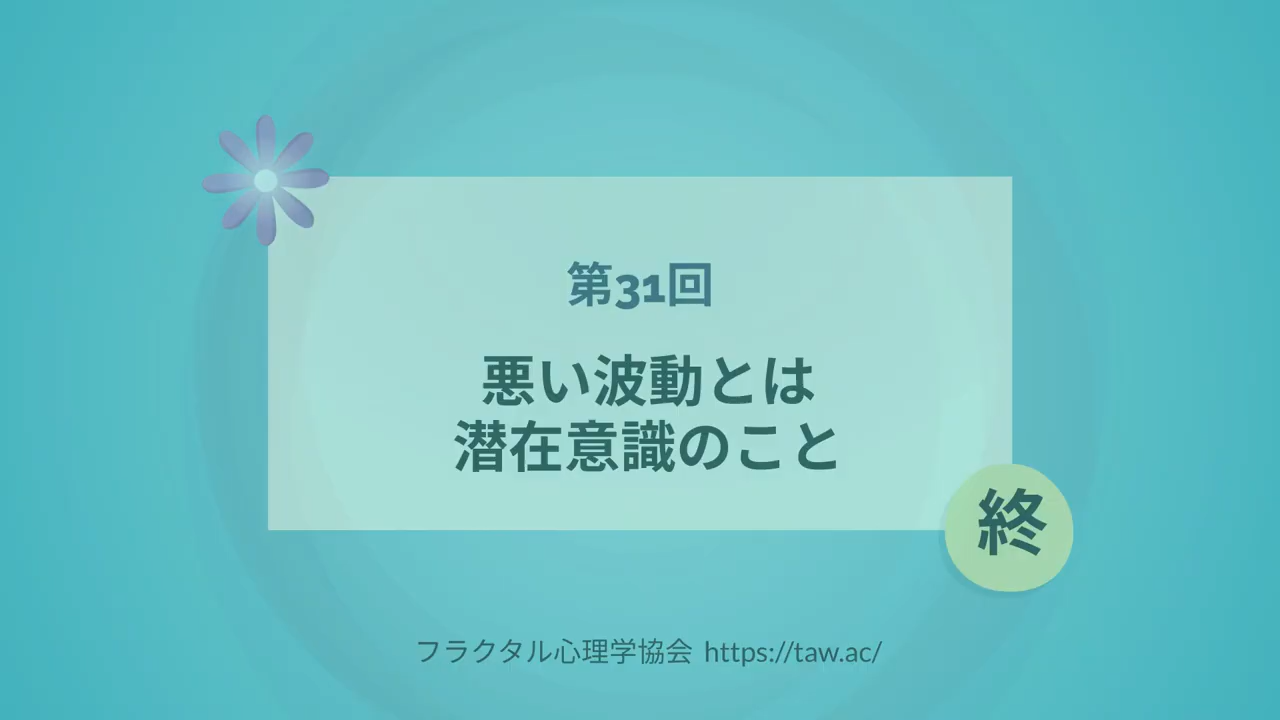 第31回
悪い波動とは
潜在意識のこと
終
フラクタル心理学協会 https://taw.ac/